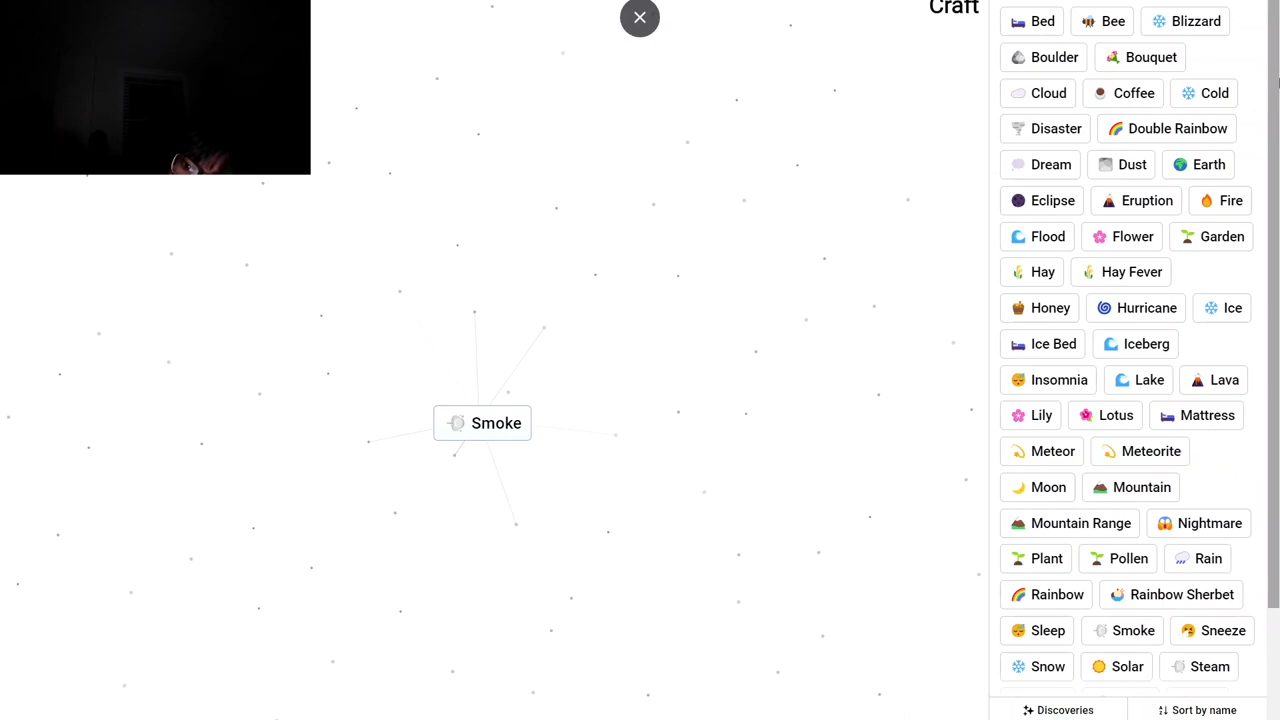 Craft
🛏️ Bed 🐝 Bee ❄️ Blizzard
Boulder 💐 Bouquet
☁️ Cloud ☕ Coffee ❄️ Cold
🌪️ Disaster 🌈 Double Rainbow
💭 Dream Dust 🌍 Earth
🌑 Eclipse 🌋 Eruption 🔥 Fire
🌊 Flood 🌸 Flower 🌱 Garden
🌾 Hay 🌾 Hay Fever
🍯 Honey 🌀 Hurricane ❄️ Ice
🛏️ Ice Bed 🌊 Iceberg
😴 Insomnia 🌊 Lake 🌋 Lava
🌸 Lily 🌺 Lotus 🛏️ Mattress
💨 Smoke
💫 Meteor 💫 Meteorite
🌙 Moon ⛰️ Mountain
⛰️ Mountain Range 😱 Nightmare
🌱 Plant 🌱 Pollen 🌧️ Rain
🌈 Rainbow 🍧 Rainbow Sherbet
😴 Sleep 💨 Smoke 🤧 Sneeze
❄️ Snow ☀️ Solar 💨 Steam
Discoveries Sort by name